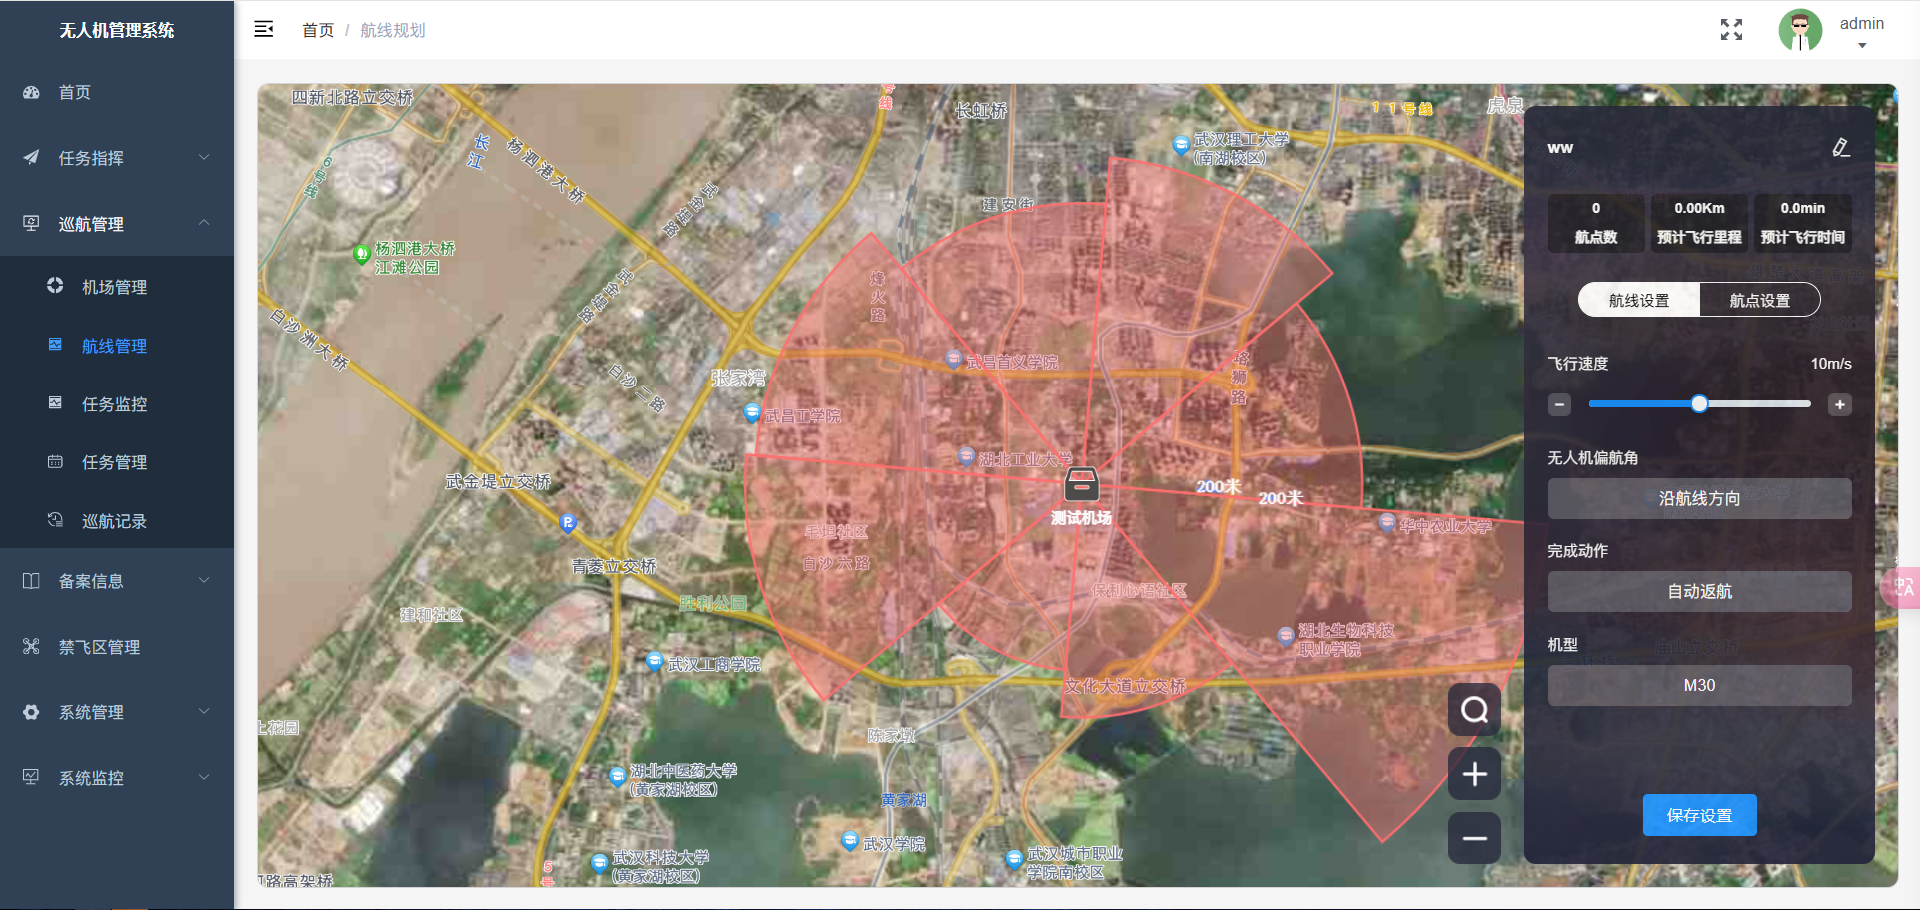 无人机管理系统
首页
任务指挥
巡航管理
机场管理
航线管理
任务监控
任务管理
巡航记录
备案信息
禁飞区管理
系统管理
系统监控
首页 / 航线规划
admin
四新北路立交桥
长江
杨泗港大桥
6号线
武金堤路
杨泗港大桥
江滩公园
武金堤路
白沙洲大桥
白沙二路
张家湾
武昌工学院
武金堤立交桥
P
青菱立交桥
建和社区
胜利公园
武汉工商学院
号线
长虹桥
武汉理工大学
(南湖校区)
11号线
虎泉
建安街
烽火路
武昌首义学院
珞狮路
湖北工业大学
测试机场
200米
200米
华中农业大学
毛坦社区
白沙六路
保利心语社区
湖北生物科技
职业学院
文化大道立交桥
陈家墩
湖北中医药大学
(黄家湖校区)
黄家湖
武汉学院
武汉科技大学
(黄家湖校区)
武汉城市职业
学院南校区
上花园
5号
路高架桥
ww
0
航点数
0.00Km
预计飞行里程
0.0min
预计飞行时间
航线设置
航点设置
飞行速度
10m/s
无人机偏航角
沿航线方向
完成动作
自动返航
机型
M30
保存设置